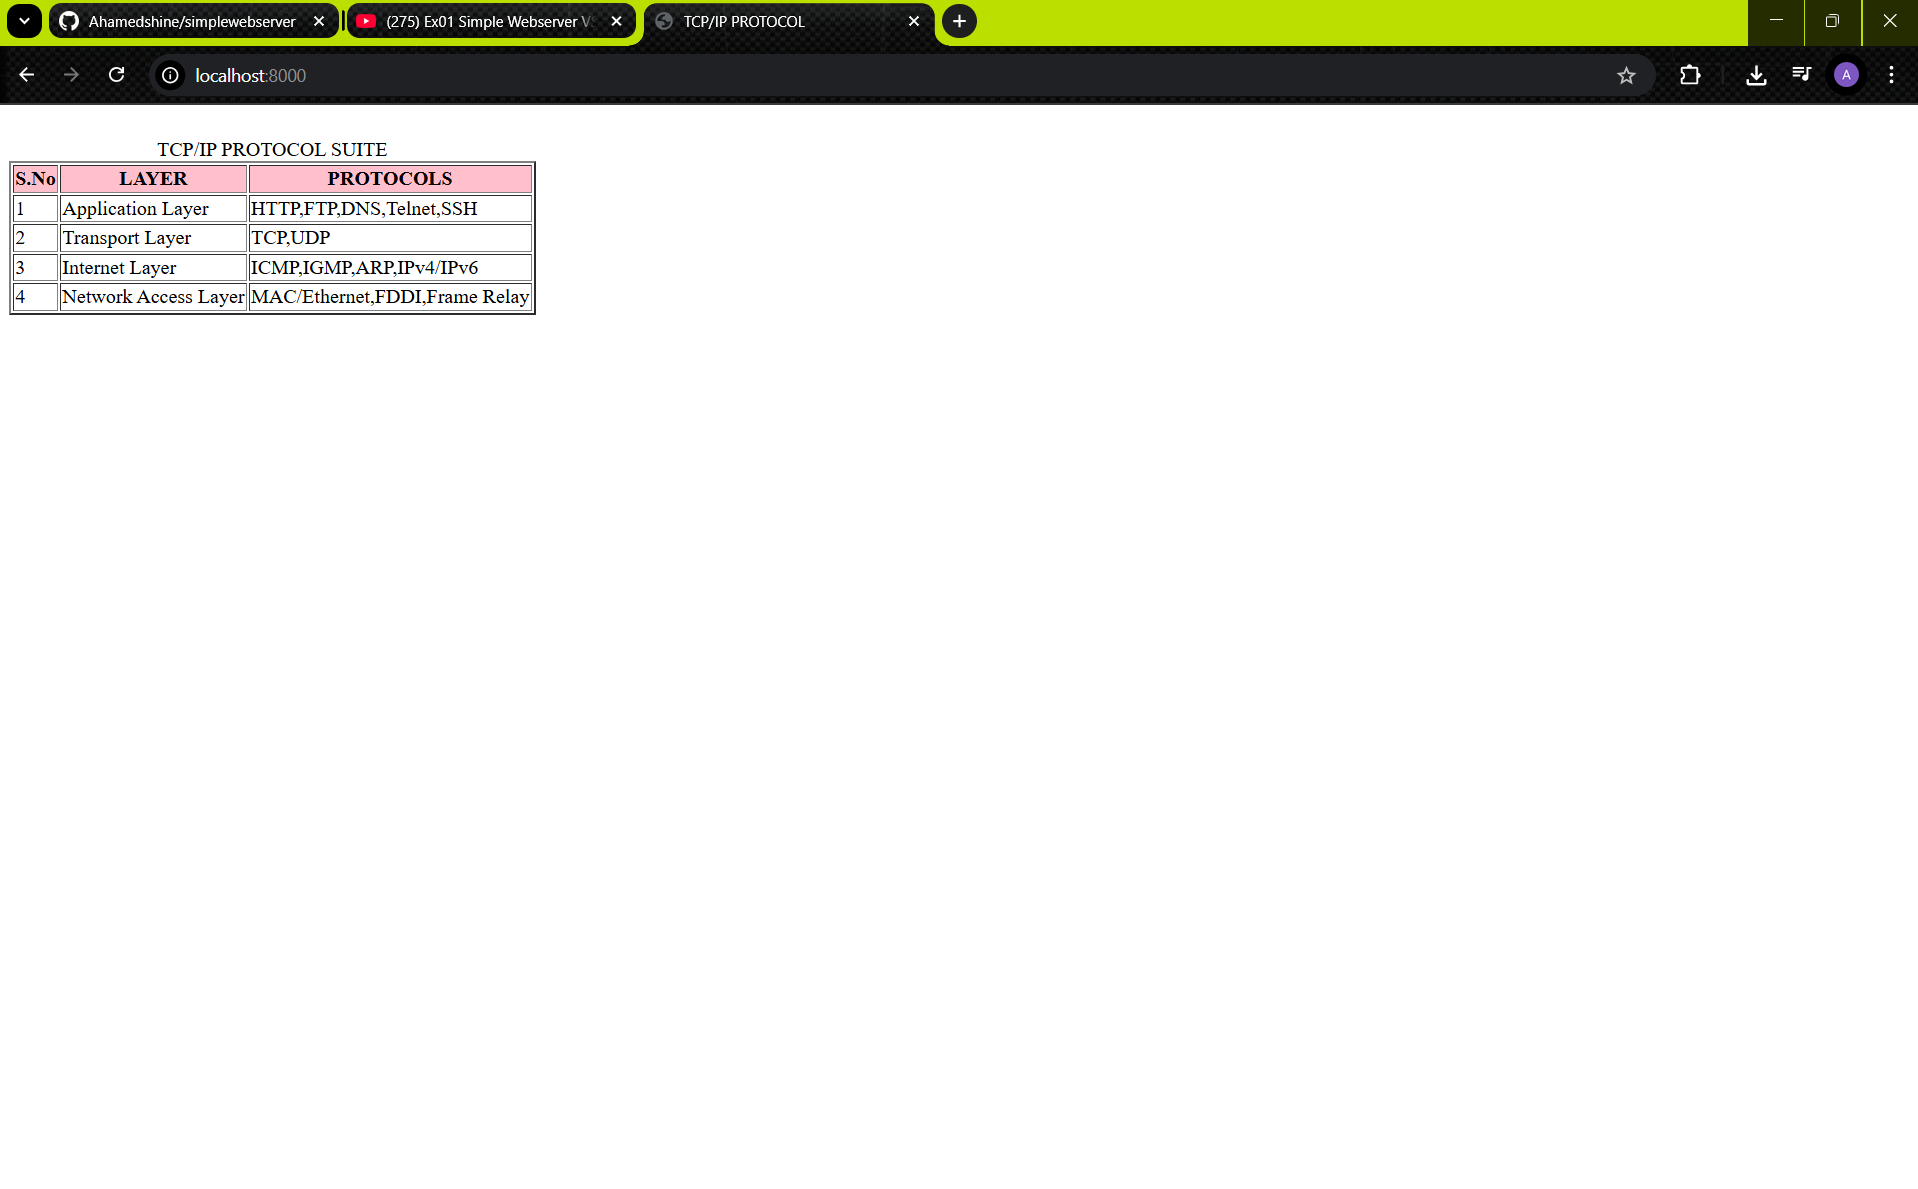 Ahamedshine/simplewebserver
(275) Ex01 Simple Webserver VS
TCP/IP PROTOCOL
localhost:8000
A
TCP/IP PROTOCOL SUITE
S.No LAYER PROTOCOLS
1 Application Layer HTTP,FTP,DNS,Telnet,SSH
2 Transport Layer TCP,UDP
3 Internet Layer ICMP,IGMP,ARP,IPv4/IPv6
4 Network Access Layer MAC/Ethernet,FDDI,Frame Relay